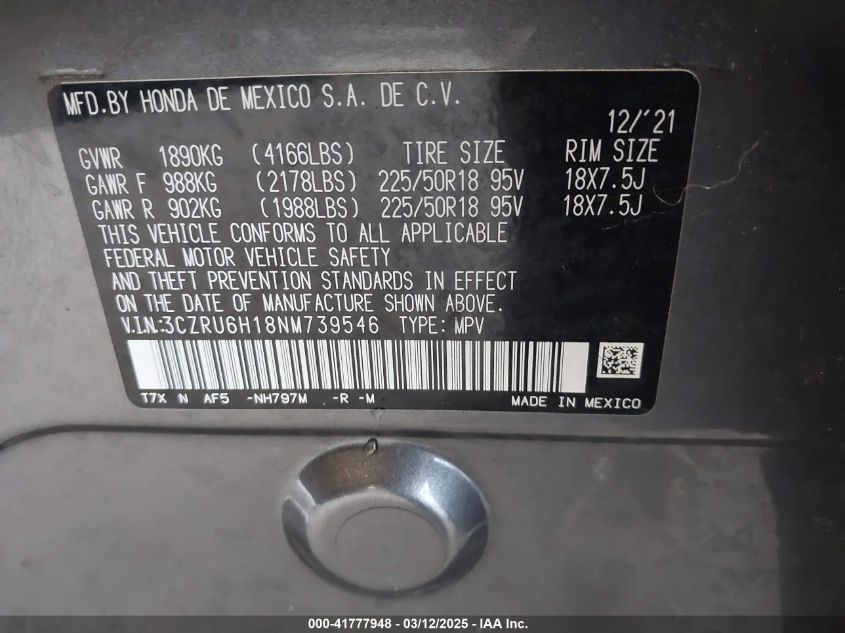 MFD.BY HONDA DE MEXICO S.A. DE C.V.
12/'21
GVWR 1890KG (4166LBS) TIRE SIZE RIM SIZE
GAWR F 988KG (2178LBS) 225/50R18 95V 18X7.5J
GAWR R 902KG (1988LBS) 225/50R18 95V 18X7.5J
THIS VEHICLE CONFORMS TO ALL APPLICABLE
FEDERAL MOTOR VEHICLE SAFETY
AND THEFT PREVENTION STANDARDS IN EFFECT
ON THE DATE OF MANUFACTURE SHOWN ABOVE.
V.I.N.:3CZRU6H18NM739546 TYPE: MPV
T7X N AF5 -NH797M -R -M MADE IN MEXICO
000-41777948 - 03/12/2025 - IAA Inc.